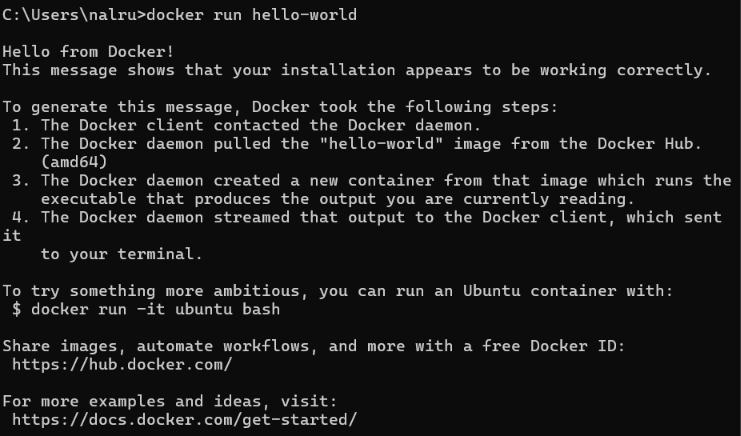 C:\Users\nalru>docker run hello-world
Hello from Docker!
This message shows that your installation appears to be working correctly.
To generate this message, Docker took the following steps:
1. The Docker client contacted the Docker daemon.
2. The Docker daemon pulled the "hello-world" image from the Docker Hub.
(amd64)
3. The Docker daemon created a new container from that image which runs the
executable that produces the output you are currently reading.
4. The Docker daemon streamed that output to the Docker client, which sent
it
to your terminal.
To try something more ambitious, you can run an Ubuntu container with:
$ docker run -it ubuntu bash
Share images, automate workflows, and more with a free Docker ID:
https://hub.docker.com/
For more examples and ideas, visit:
https://docs.docker.com/get-started/